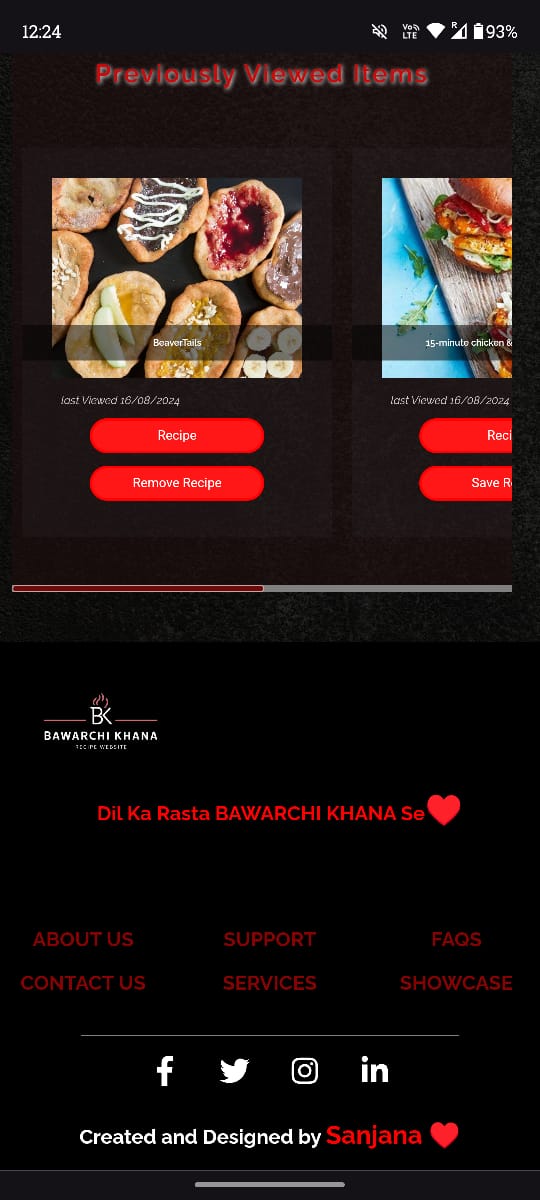 12:24
Vo
LTE
R
93%
Previously Viewed Items
BeaverTails
15-minute chicken &
last Viewed 16/08/2024
last Viewed 16/08/2024
Recipe
Reci
Remove Recipe
Save R
BK
BAWARCHI KHANA
RECIPE WEBSITE
Dil Ka Rasta BAWARCHI KHANA Se❤
ABOUT US SUPPORT FAQS
CONTACT US SERVICES SHOWCASE
Created and Designed by Sanjana ❤